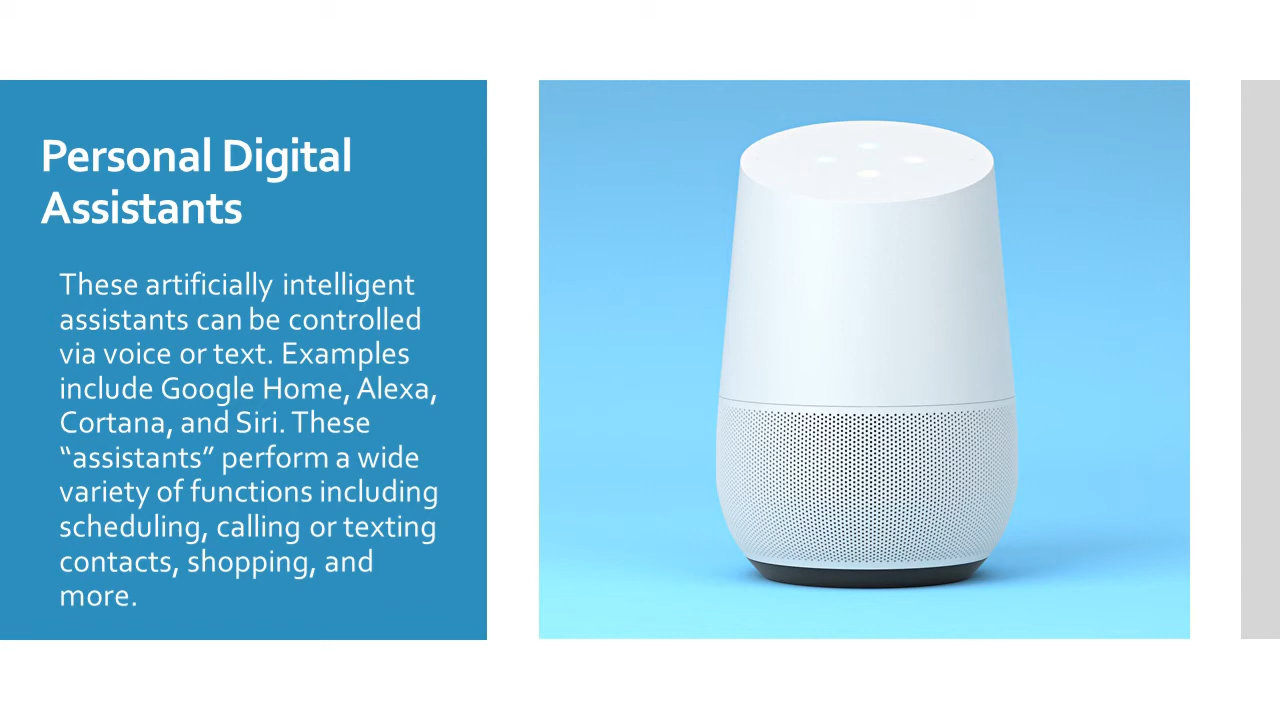 Personal Digital
Assistants
These artificially intelligent
assistants can be controlled
via voice or text. Examples
include Google Home, Alexa,
Cortana, and Siri. These
“assistants” perform a wide
variety of functions including
scheduling, calling or texting
contacts, shopping, and
more.